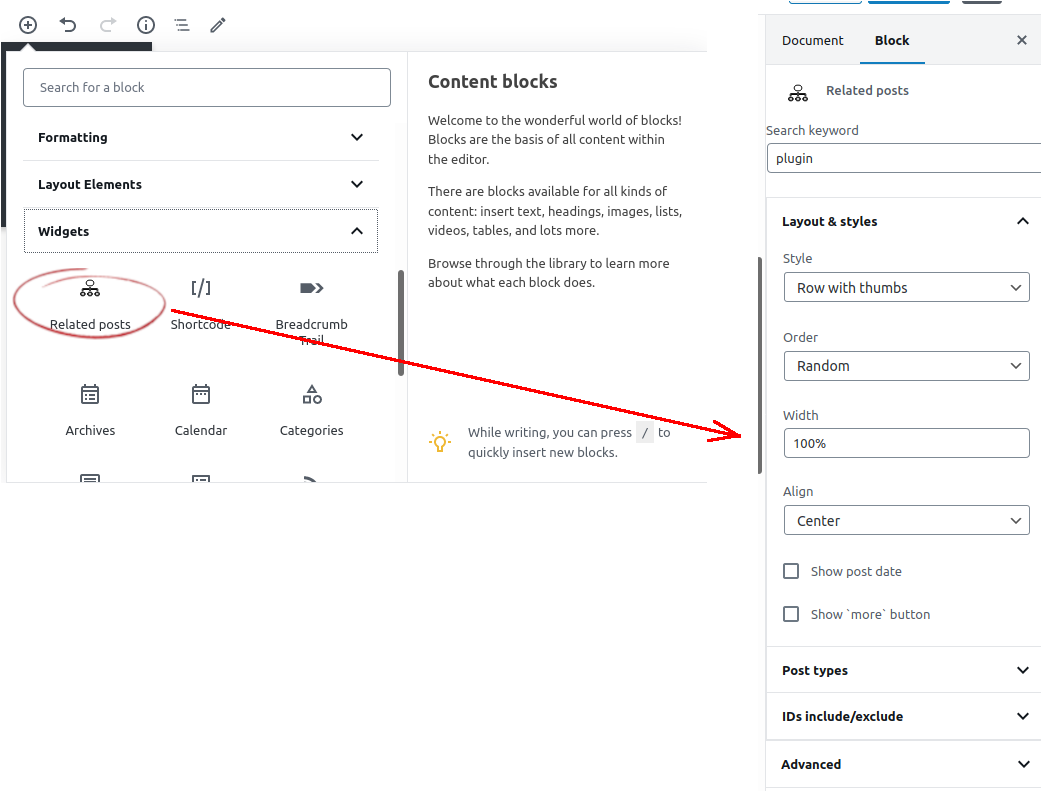 Search for a block
Formatting
Layout Elements
Widgets
Related posts
[/] 
Shortcode
Breadcrumb
Trail
Archives
Calendar
Categories
Content blocks
Welcome to the wonderful world of blocks!
Blocks are the basis of all content within
the editor.
There are blocks available for all kinds of
content: insert text, headings, images, lists,
videos, tables, and lots more.
Browse through the library to learn more
about what each block does.
While writing, you can press / to
quickly insert new blocks.
Document
Block
Related posts
Search keyword
plugin
Layout & styles
Style
Row with thumbs
Order
Random
Width
100%
Align
Center
Show post date
Show `more` button
Post types
IDs include/exclude
Advanced